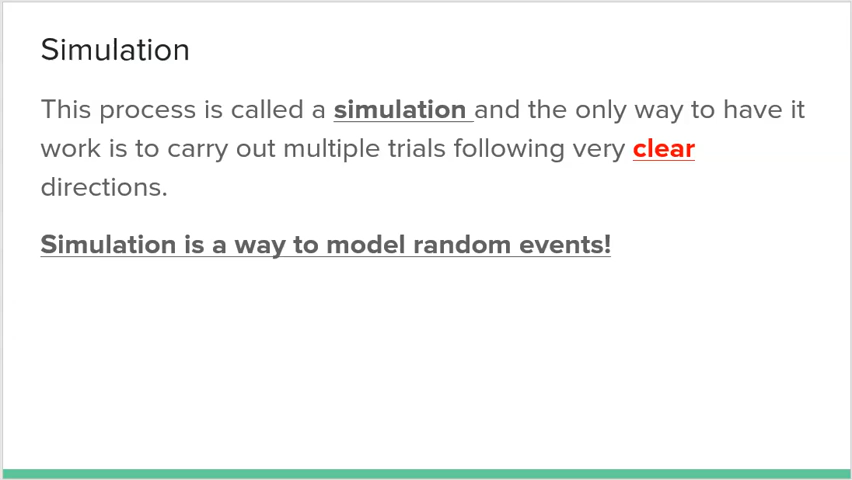 Simulation
This process is called a simulation and the only way to have it
work is to carry out multiple trials following very clear
directions.
Simulation is a way to model random events!